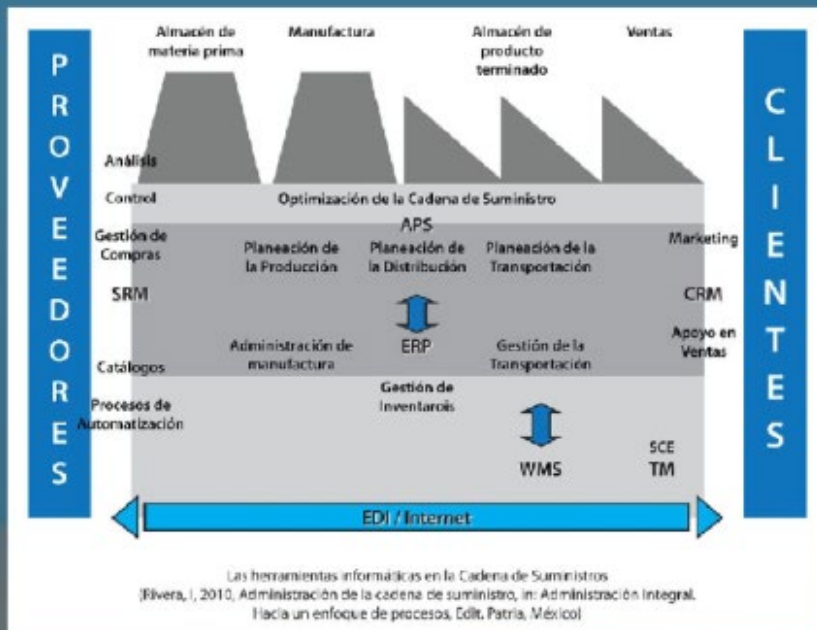 PROVEEDORES
Almacén de
materia prima
Manufactura
Almacén de
producto
terminado
Ventas
CLIENTES
Análisis
Control
Optimización de la Cadena de Suministro
APS
Gestión de
Compras
Planeación de
la Producción
Planeación de
la Distribución
Planeación de la
Transportación
Marketing
SRM
CRM
Administración de
manufactura
ERP
Gestión de la
Transportación
Apoyo en
Ventas
Catálogos
Gestión de
Inventarois
Procesos de
Automatización
WMS
SCE
TM
EDI / Internet
Las herramientas informáticas en la Cadena de Suministros
(Rivera, I, 2010, Administración de la cadena de suministro, in: Administración Integral.
Hacia un enfoque de procesos, Edit. Patria, México)